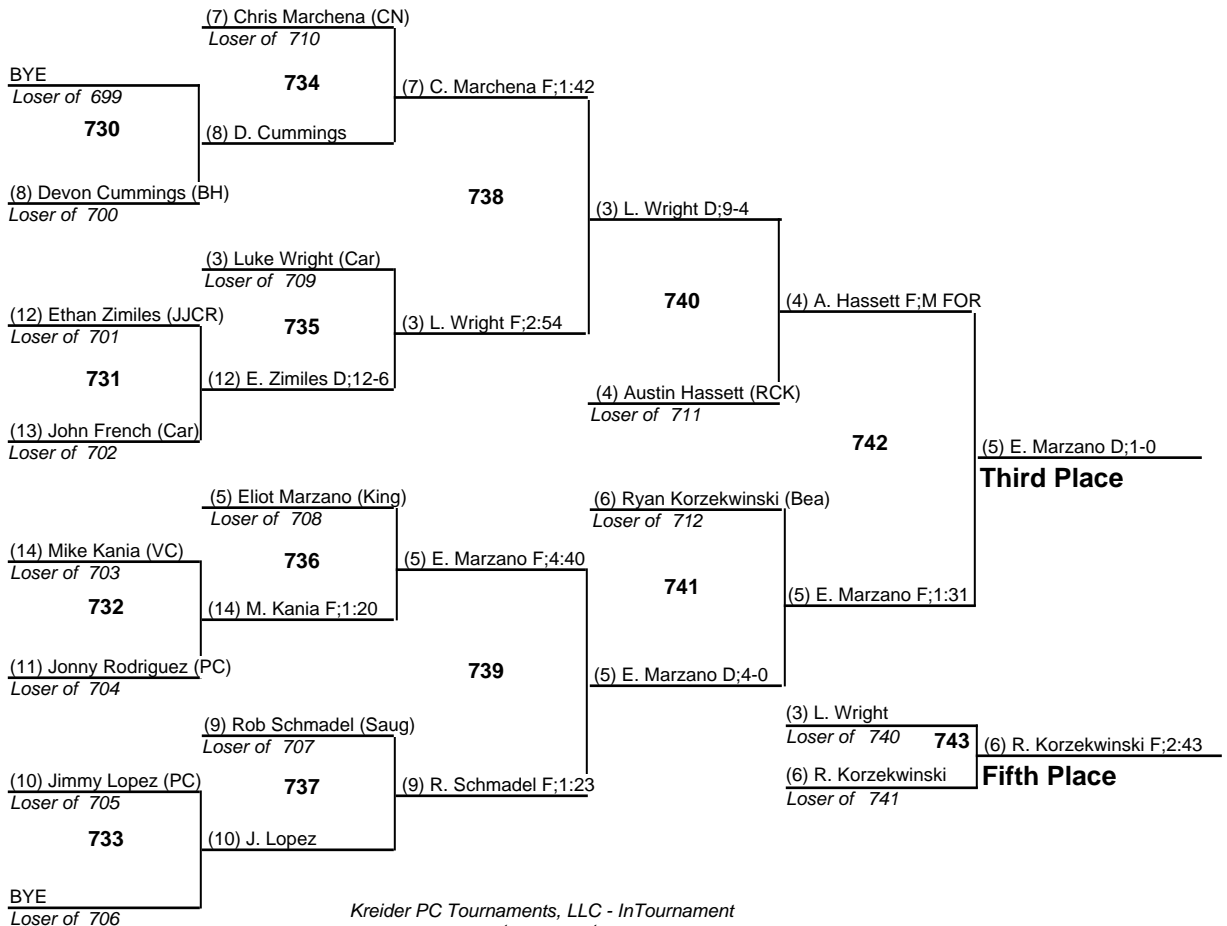 (7) Chris Marchena (CN)
Loser of 710
BYE
Loser of 699
734
(7) C. Marchena F;1:42
730
(8) D. Cummings
(8) Devon Cummings (BH)
Loser of 700
738
(3) L. Wright D;9-4
(3) Luke Wright (Car)
Loser of 709
740
(4) A. Hassett F;M FOR
(12) Ethan Zimiles (JJCR)
Loser of 701
735
(3) L. Wright F;2:54
731
(12) E. Zimiles D;12-6
(4) Austin Hassett (RCK)
Loser of 711
(13) John French (Car)
Loser of 702
742
(5) E. Marzano D;1-0
Third Place
(5) Eliot Marzano (King)
Loser of 708
(6) Ryan Korzekwinski (Bea)
Loser of 712
(14) Mike Kania (VC)
Loser of 703
736
(5) E. Marzano F;4:40
741
(5) E. Marzano F;1:31
732
(14) M. Kania F;1:20
(11) Jonny Rodriguez (PC)
Loser of 704
739
(5) E. Marzano D;4-0
(9) Rob Schmadel (Saug)
Loser of 707
(3) L. Wright
Loser of 740
743
(6) R. Korzekwinski F;2:43
Fifth Place
(6) R. Korzekwinski
Loser of 741
(10) Jimmy Lopez (PC)
Loser of 705
737
(9) R. Schmadel F;1:23
733
(10) J. Lopez
BYE
Loser of 706
Kreider PC Tournaments, LLC - InTournament